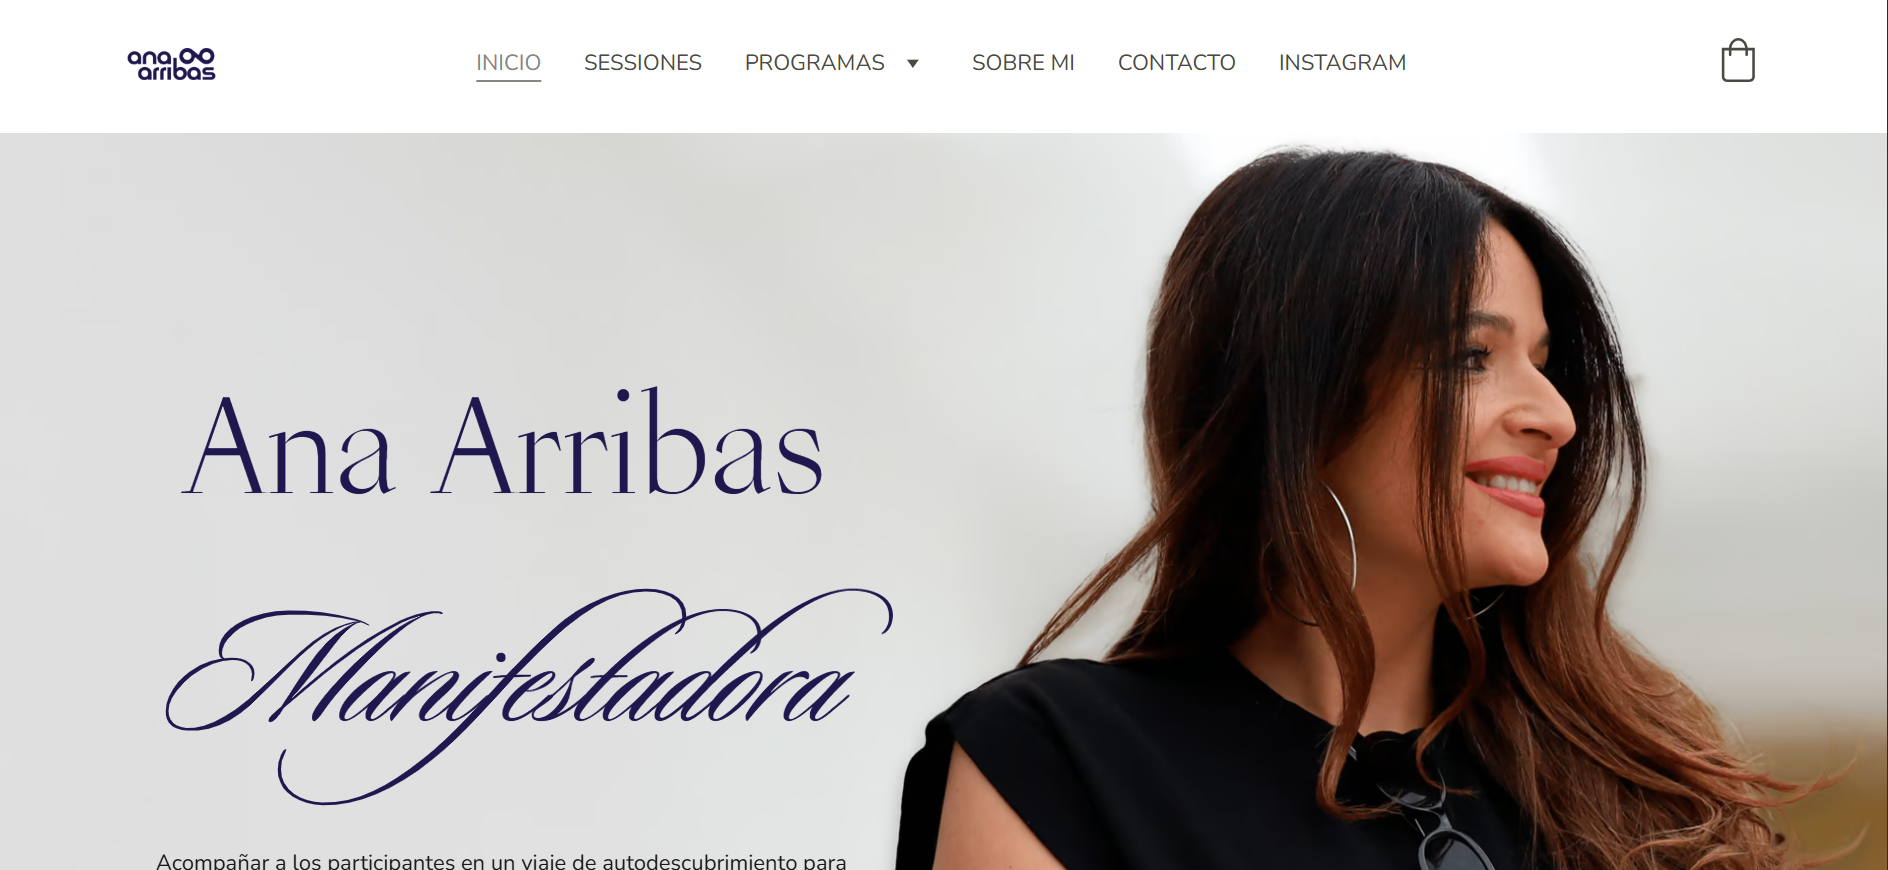 ana
arribas
INICIO SESSIONES PROGRAMAS SOBRE MI CONTACTO INSTAGRAM
Ana Arribas
Manifestadora
Acompañar a los participantes en un viaje de autodescubrimiento para